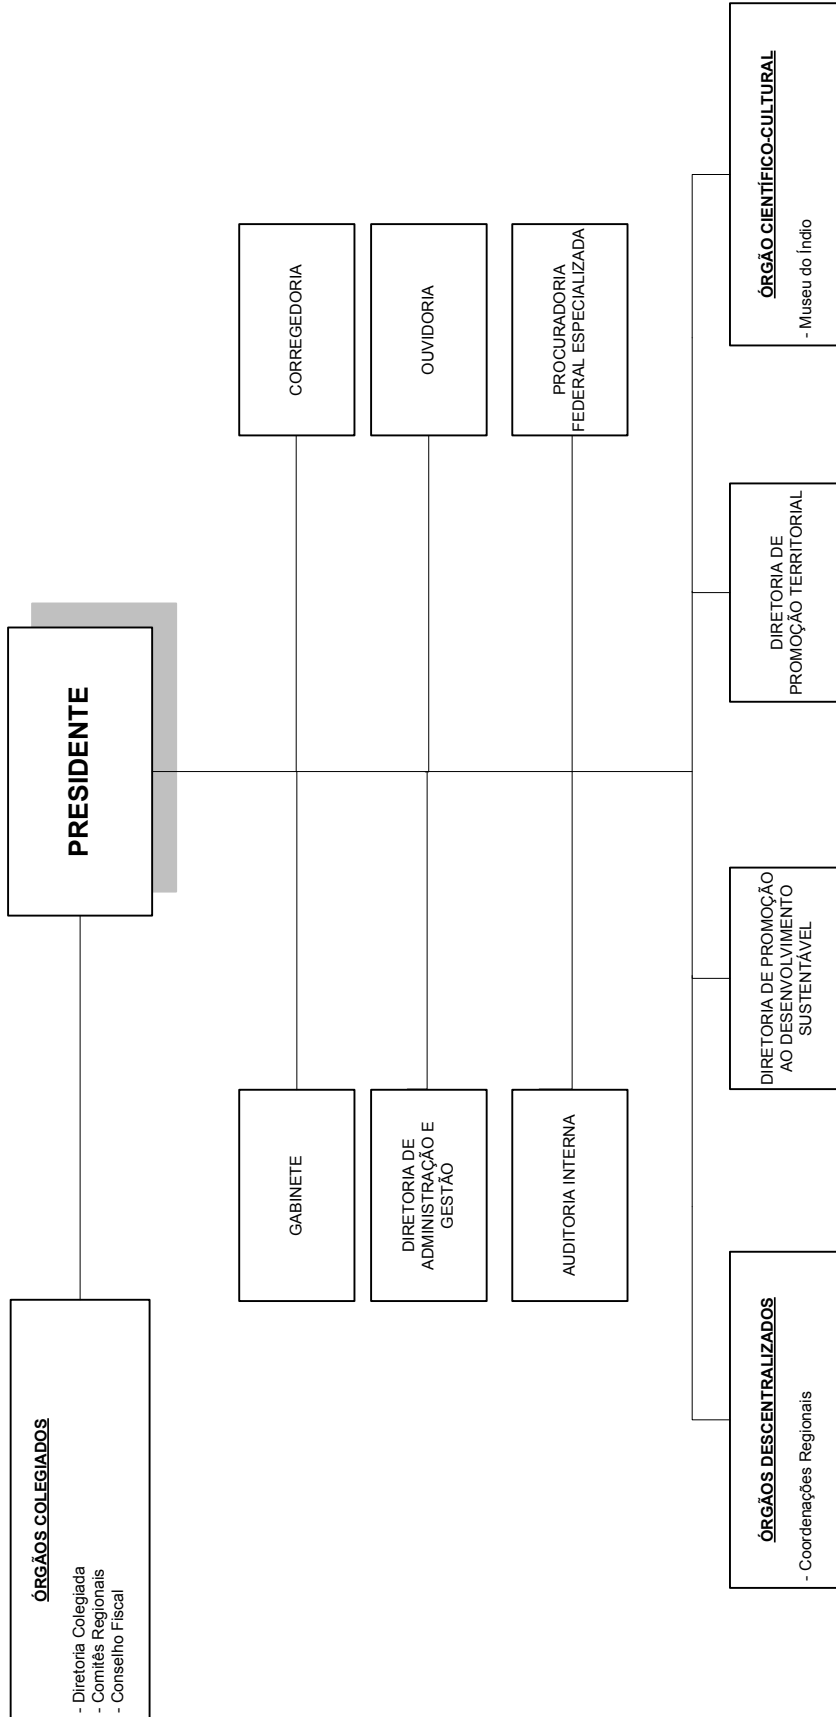 ÓRGÃOS COLEGIADOS
- Diretoria Colegiada
- Comitês Regionais
- Conselho Fiscal
PRESIDENTE
GABINETE
CORREGEDORIA
DIRETORIA DE
ADMINISTRAÇÃO E
GESTÃO
OUVIDORIA
AUDITORIA INTERNA
PROCURADORIA
FEDERAL ESPECIALIZADA
ÓRGÃOS DESCENTRALIZADOS
- Coordenações Regionais
DIRETORIA DE PROMOÇÃO
AO DESENVOLVIMENTO
SUSTENTÁVEL
DIRETORIA DE
PROMOÇÃO TERRITORIAL
ÓRGÃO CIENTÍFICO-CULTURAL
- Museu do Índio